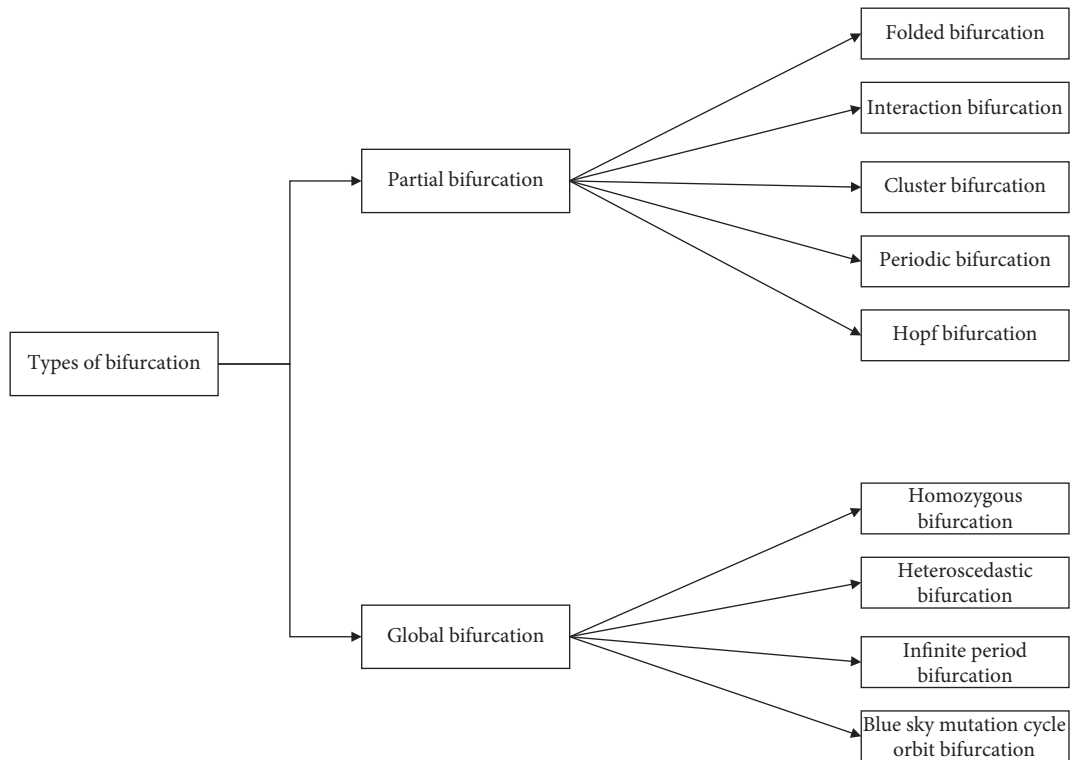 Types of bifurcation
Partial bifurcation
Folded bifurcation
Interaction bifurcation
Cluster bifurcation
Periodic bifurcation
Hopf bifurcation
Global bifurcation
Homozygous
bifurcation
Heteroscedastic
bifurcation
Infinite period
bifurcation
Blue sky mutation cycle
orbit bifurcation